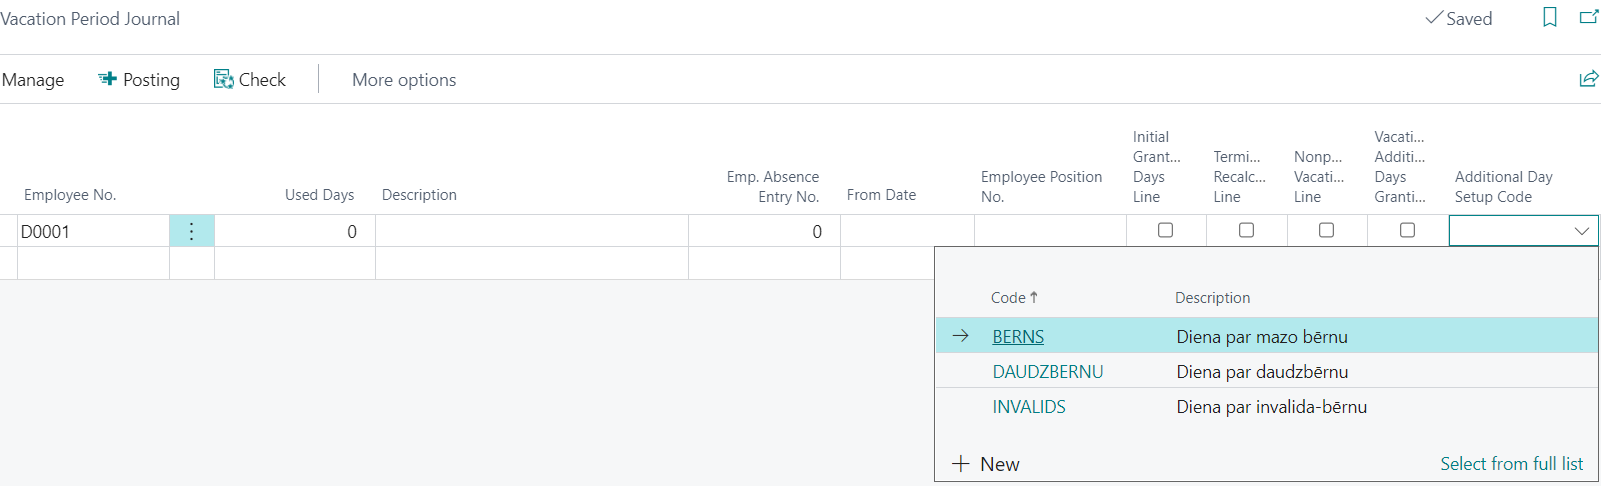 Vacation Period Journal
Saved
Manage Posting Check More options
Employee No.
Used Days
Description
Emp. Absence
Entry No.
From Date
Employee Position
No.
Initial
Grant...
Days
Line
Termi...
Recalc...
Line
Nonp...
Vacati...
Line
Vacati...
Additi...
Days
Granti...
Additional Day
Setup Code
D0001 0 0
Code Description
BERNS Diena par mazo bērnu
DAUDZBERNU Diena par daudzbērnu
INVALIDS Diena par invalida-bērnu
New Select from full list